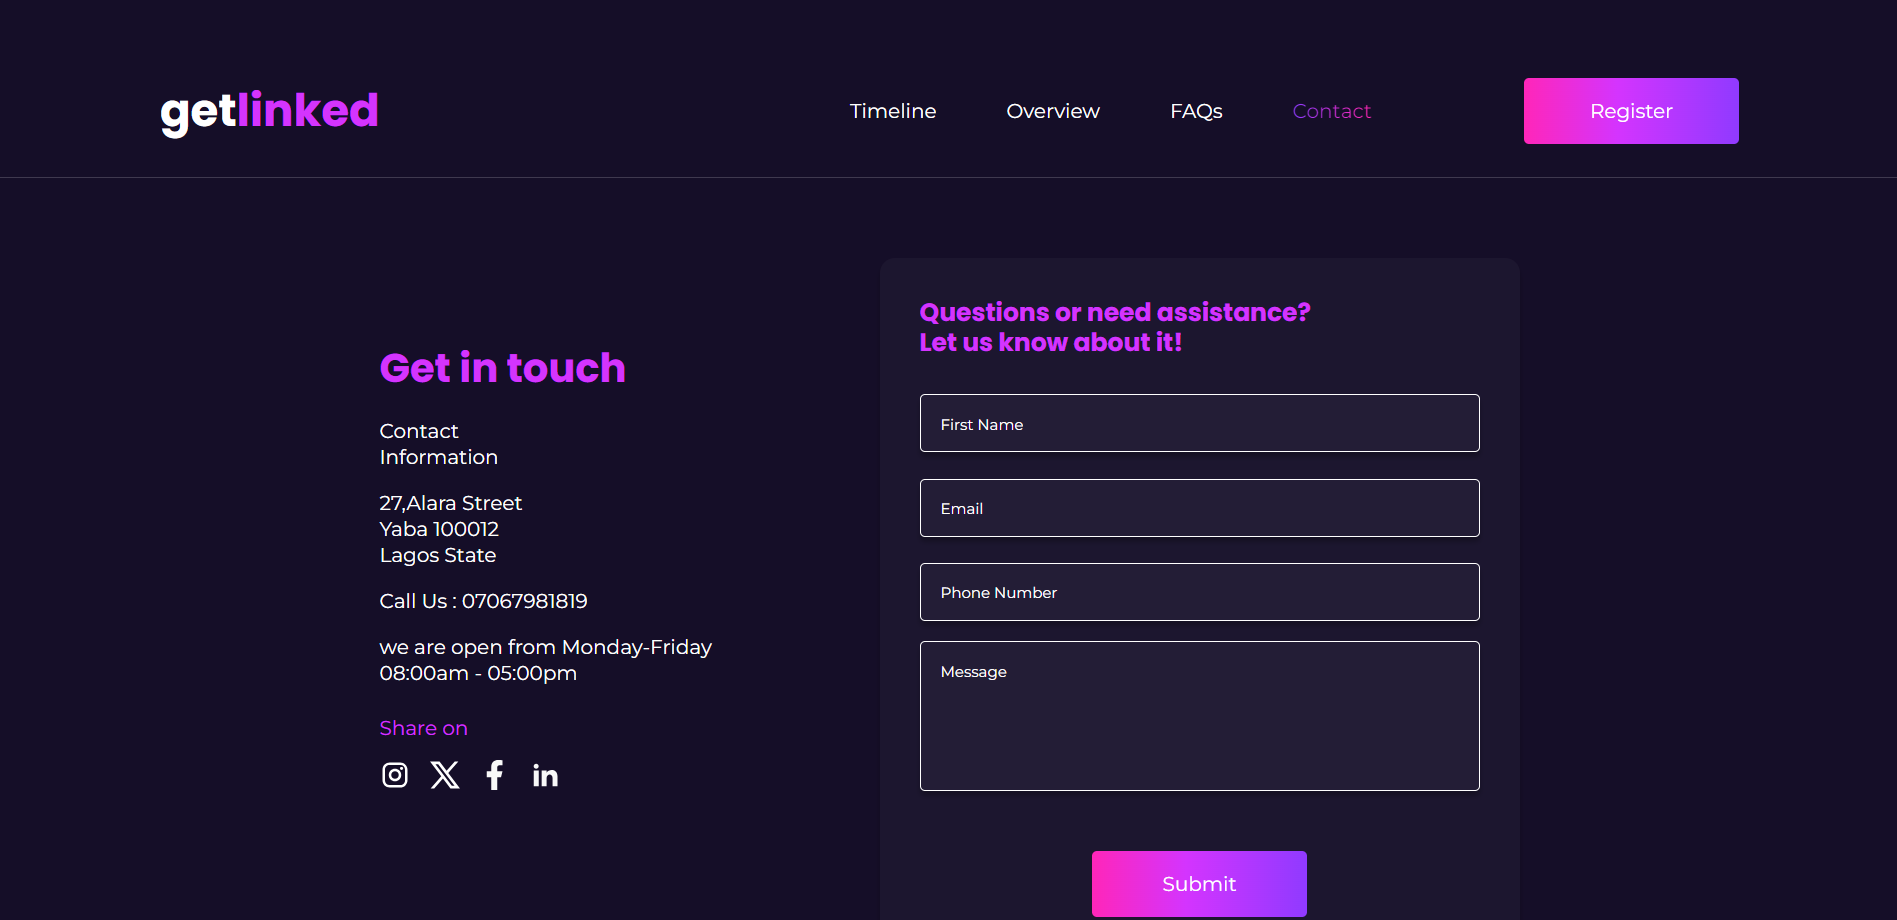 getlinked
Timeline
Overview
FAQs
Contact
Register
Get in touch
Contact
Information
27,Alara Street
Yaba 100012
Lagos State
Call Us : 07067981819
we are open from Monday-Friday
08:00am - 05:00pm
Share on
Questions or need assistance?
Let us know about it!
First Name
Email
Phone Number
Message
Submit